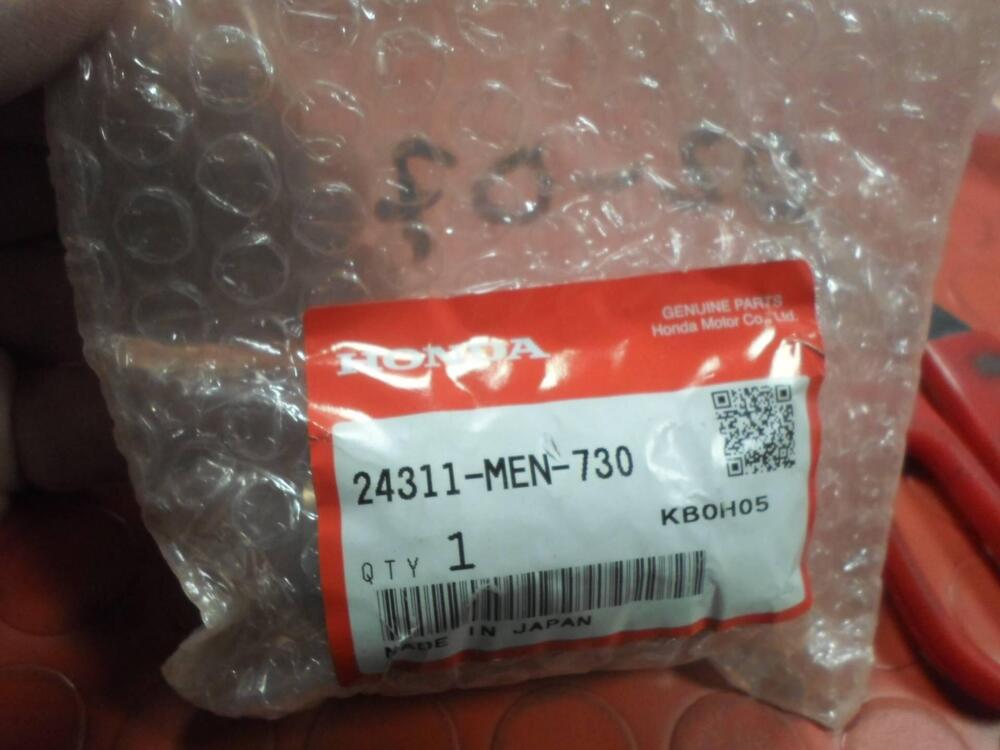 GENUINE PARTS
Honda Motor Co., Ltd.
HONDA
24311-MEN-730
KB0H05
QTY 1
MADE IN JAPAN